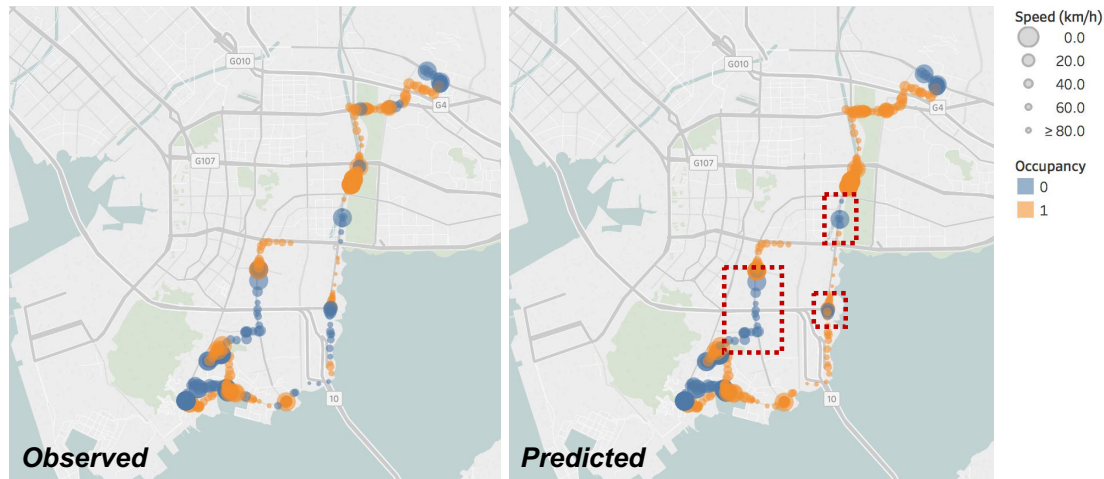 G010
G4
G107
10
Observed
G010
G4
G107
10
Predicted
Speed (km/h)
0.0
20.0
40.0
60.0
≥ 80.0
Occupancy
0
1